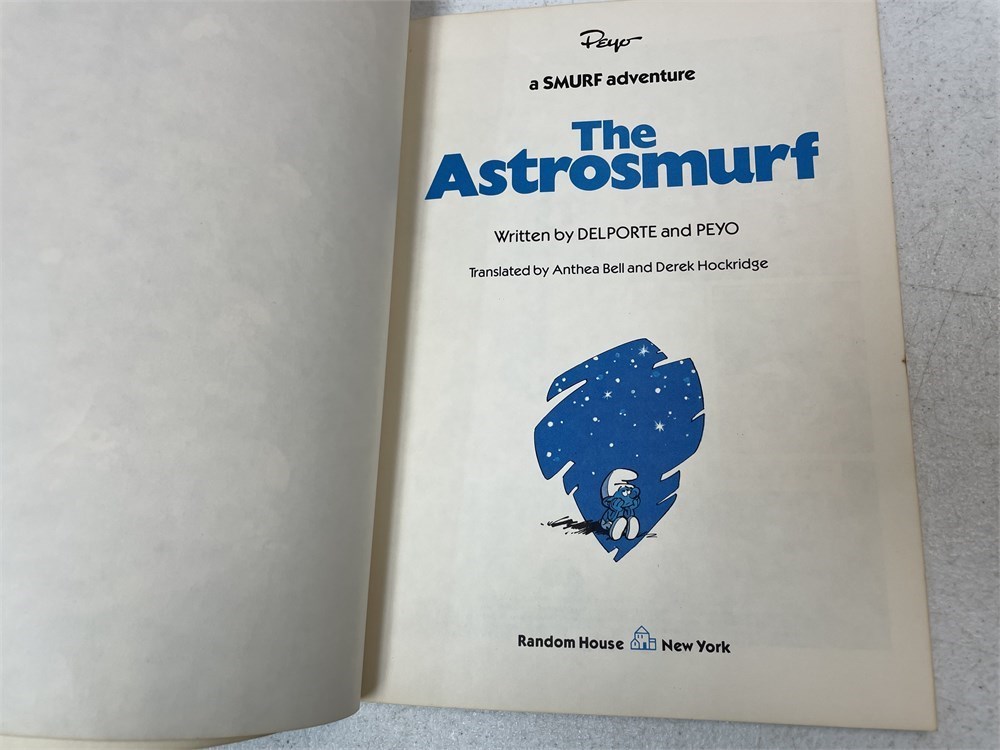 Peyo
a SMURF adventure
The
Astrosmurf
Written by DELPORTE and PEYO
Translated by Anthea Bell and Derek Hockridge
Random House New York